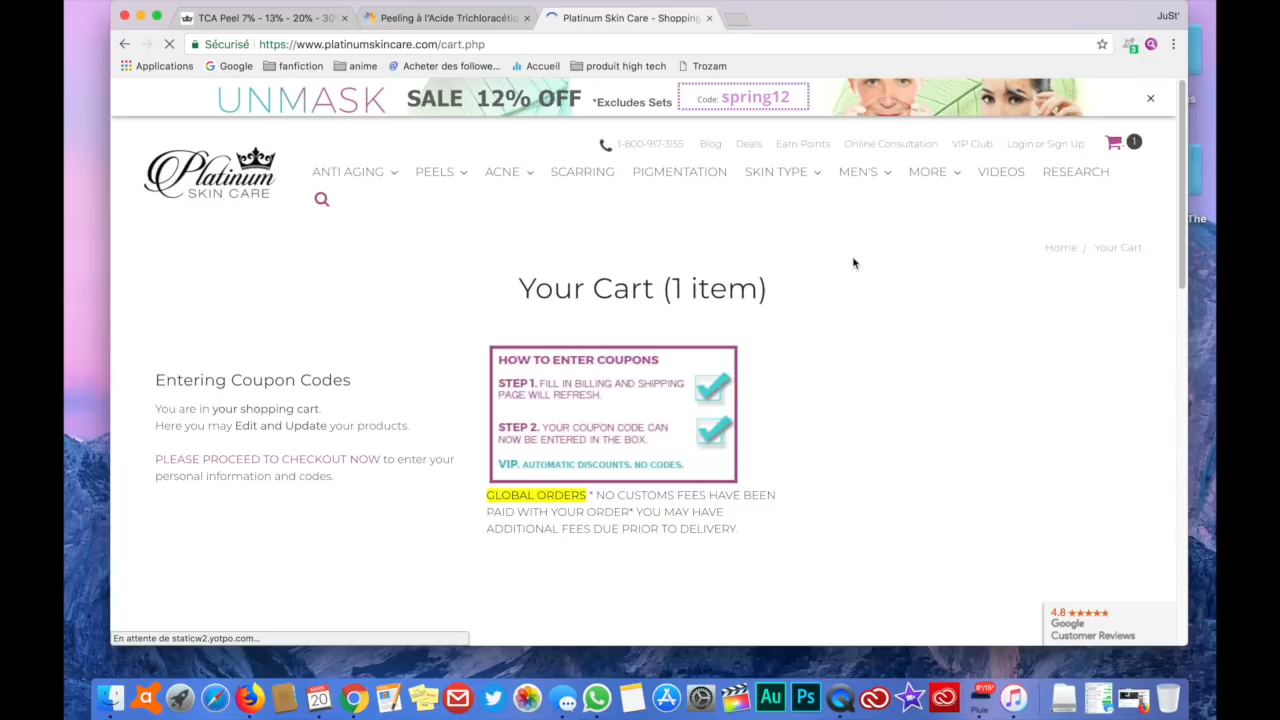 TCA Peel 7% - 13% - 20% - 30
Peeling à l'Acide Trichloracétiq
Platinum Skin Care - Shopping
JuSt'
Sécurisé
https://www.platinumskincare.com/cart.php
3
Applications
Google
fanfiction
anime
Acheter des followe...
Accueil
produit high tech
Trozam
UNMASK
SALE 12% OFF
*Excludes Sets
Code: spring12
1-800-917-3155
Blog
Deals
Earn Points
Online Consultation
VIP Club
Login or Sign Up
1
Platinum
SKIN CARE
ANTI AGING
PEELS
ACNE
SCARRING
PIGMENTATION
SKIN TYPE
MEN'S
MORE
VIDEOS
RESEARCH
The
Home / Your Cart
Your Cart (1 item)
Entering Coupon Codes
You are in your shopping cart.
Here you may Edit and Update your products.
PLEASE PROCEED TO CHECKOUT NOW to enter your
personal information and codes.
HOW TO ENTER COUPONS
STEP 1. FILL IN BILLING AND SHIPPING
PAGE WILL REFRESH.
STEP 2. YOUR COUPON CODE CAN
NOW BE ENTERED IN THE BOX.
VIP. AUTOMATIC DISCOUNTS. NO CODES.
GLOBAL ORDERS * NO CUSTOMS FEES HAVE BEEN
PAID WITH YOUR ORDER* YOU MAY HAVE
ADDITIONAL FEES DUE PRIOR TO DELIVERY.
4.8
Google
Customer Reviews
En attente de staticw2.yotpo.com...
MARS
Au
Ps
8°/15°
Pluie